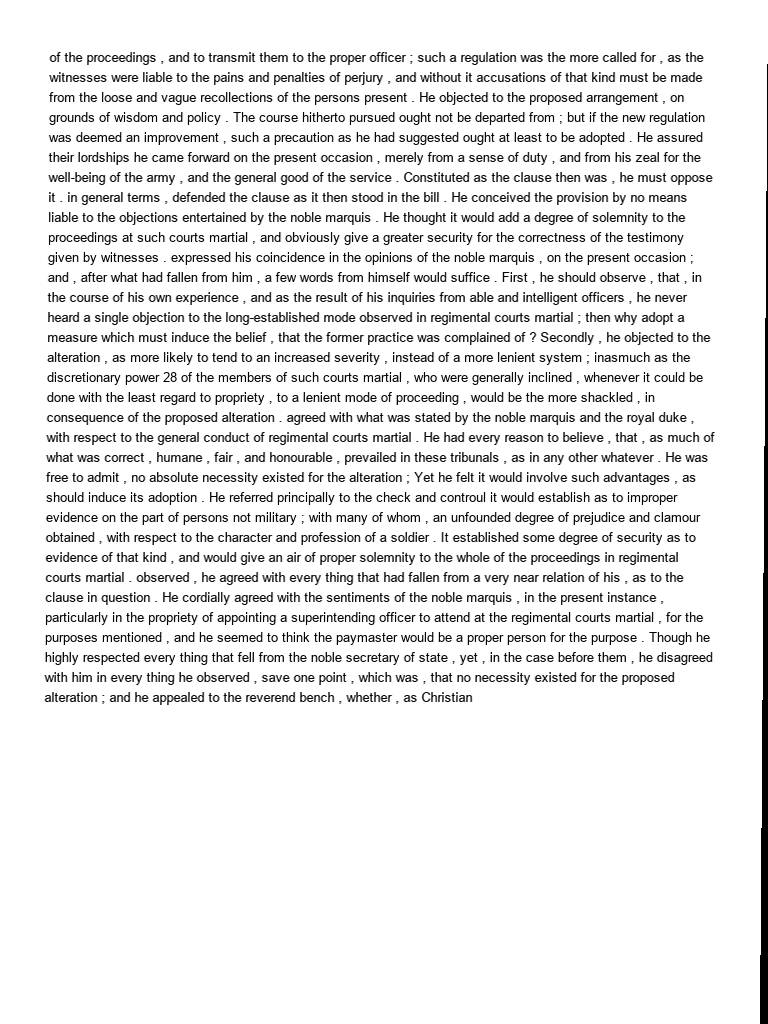 of the proceedings , and to transmit them to the proper officer ; such a regulation was the more called for , as the
witnesses were liable to the pains and penalties of perjury , and without it accusations of that kind must be made
from the loose and vague recollections of the persons present . He objected to the proposed arrangement , on
grounds of wisdom and policy . The course hitherto pursued ought not be departed from ; but if the new regulation
was deemed an improvement , such a precaution as he had suggested ought at least to be adopted . He assured
their lordships he came forward on the present occasion , merely from a sense of duty , and from his zeal for the
well-being of the army , and the general good of the service . Constituted as the clause then was , he must oppose
it . in general terms , defended the clause as it then stood in the bill . He conceived the provision by no means
liable to the objections entertained by the noble marquis . He thought it would add a degree of solemnity to the
proceedings at such courts martial , and obviously give a greater security for the correctness of the testimony
given by witnesses . expressed his coincidence in the opinions of the noble marquis , on the present occasion ;
and , after what had fallen from him , a few words from himself would suffice . First , he should observe , that , in
the course of his own experience , and as the result of his inquiries from able and intelligent officers , he never
heard a single objection to the long-established mode observed in regimental courts martial ; then why adopt a
measure which must induce the belief , that the former practice was complained of ? Secondly , he objected to the
alteration , as more likely to tend to an increased severity , instead of a more lenient system ; inasmuch as the
discretionary power 28 of the members of such courts martial , who were generally inclined , whenever it could be
done with the least regard to propriety , to a lenient mode of proceeding , would be the more shackled , in
consequence of the proposed alteration . agreed with what was stated by the noble marquis and the royal duke ,
with respect to the general conduct of regimental courts martial . He had every reason to believe , that , as much of
what was correct , humane , fair , and honourable , prevailed in these tribunals , as in any other whatever . He was
free to admit , no absolute necessity existed for the alteration ; Yet he felt it would involve such advantages , as
should induce its adoption . He referred principally to the check and controul it would establish as to improper
evidence on the part of persons not military ; with many of whom , an unfounded degree of prejudice and clamour
obtained , with respect to the character and profession of a soldier . It established some degree of security as to
evidence of that kind , and would give an air of proper solemnity to the whole of the proceedings in regimental
courts martial . observed , he agreed with every thing that had fallen from a very near relation of his , as to the
clause in question . He cordially agreed with the sentiments of the noble marquis , in the present instance ,
particularly in the propriety of appointing a superintending officer to attend at the regimental courts martial , for the
purposes mentioned , and he seemed to think the paymaster would be a proper person for the purpose . Though he
highly respected every thing that fell from the noble secretary of state , yet , in the case before them , he disagreed
with him in every thing he observed , save one point , which was , that no necessity existed for the proposed
alteration ; and he appealed to the reverend bench , whether , as Christian